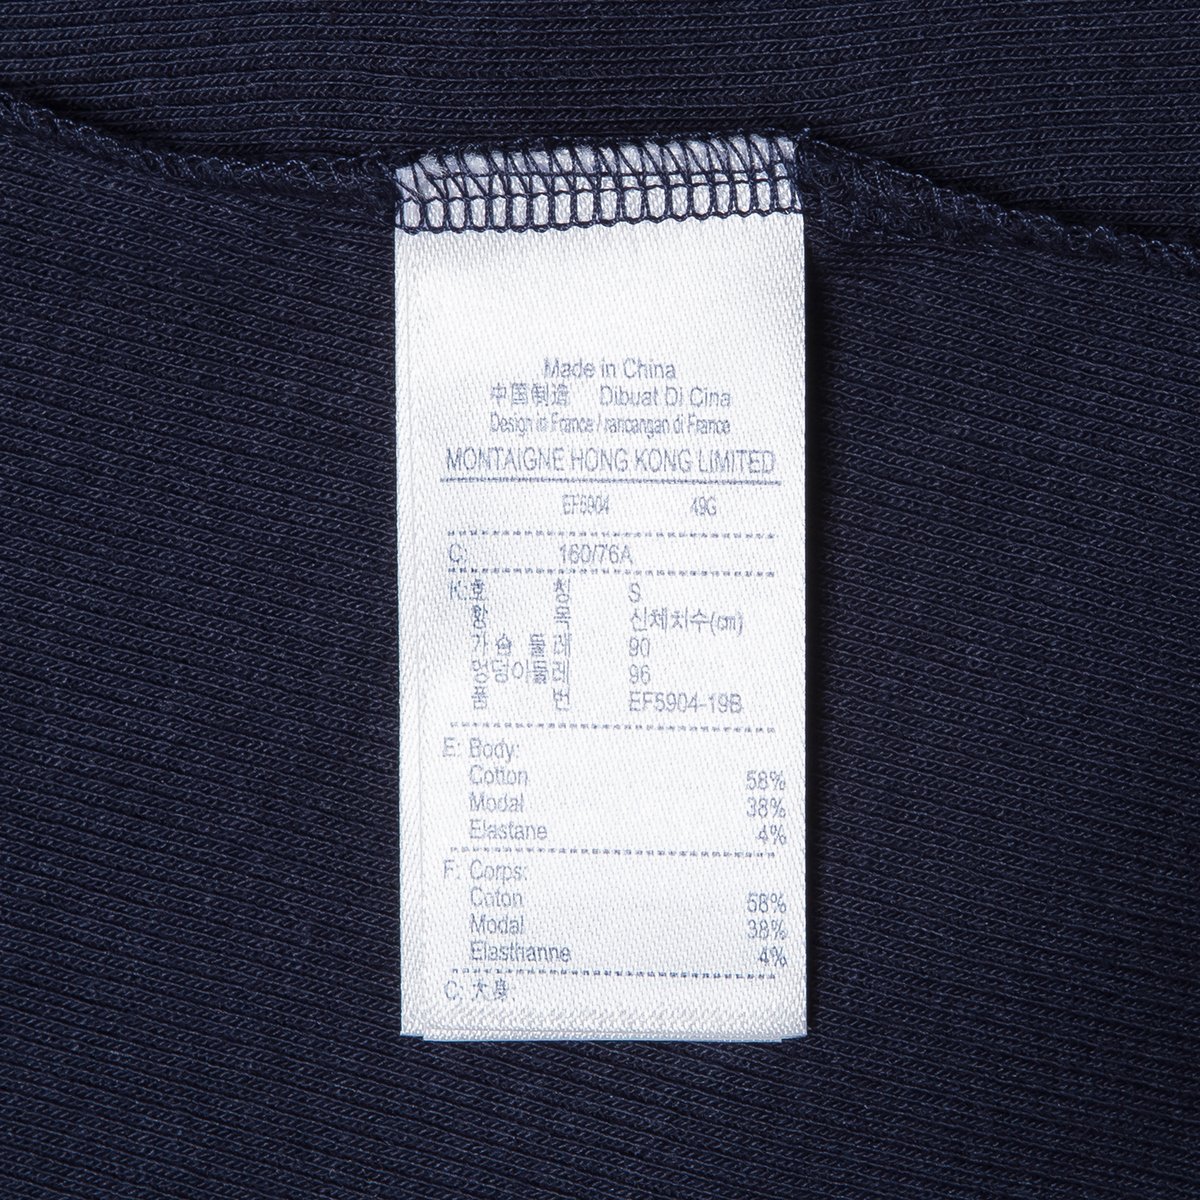 Made in China
中国制造 Dibuat Di Cina
Design in France / rancangan di France
MONTAIGNE HONG KONG LIMITED
EF5904 49G
C: 160/76A
K: 호 칭 S
항 목 신체치수(㎝)
가 슴 둘 레 90
엉덩이둘레 96
품 번 EF5904-19B
E: Body:
Cotton 58%
Modal 38%
Elastane 4%
F: Corps:
Coton 58%
Modal 38%
Elasthanne 4%
C: 大身: